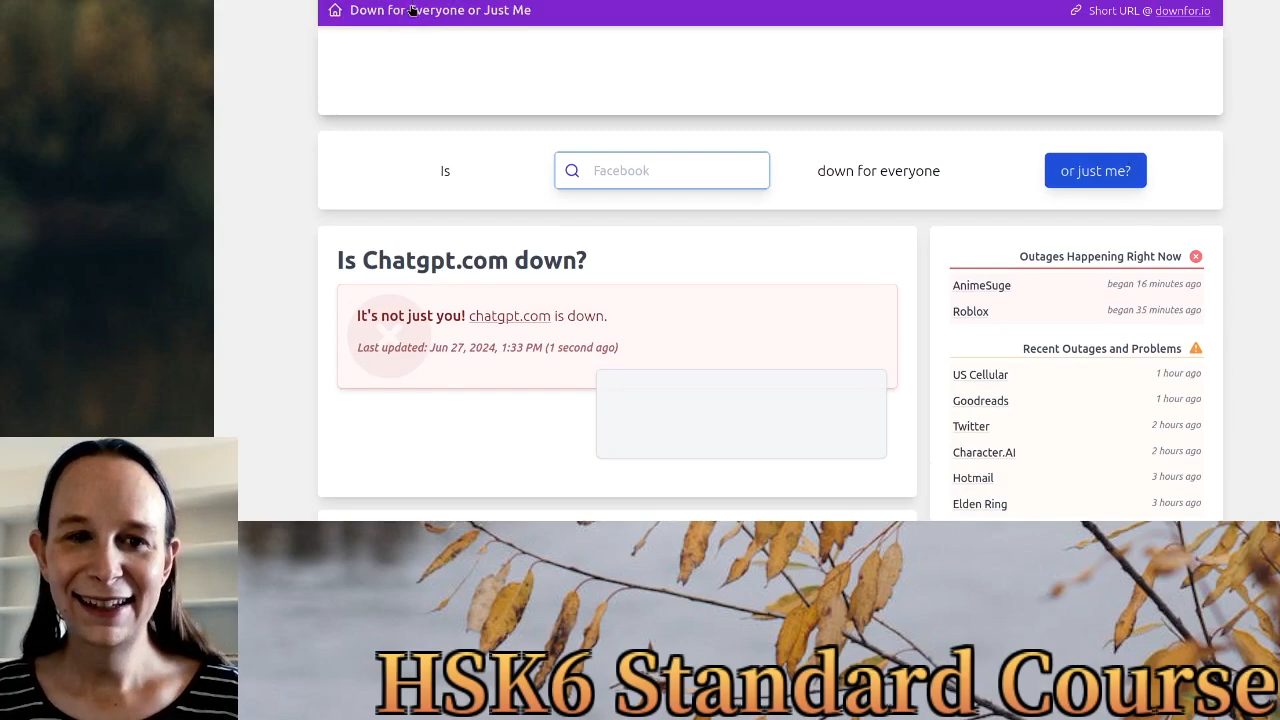 Down for Everyone or Just Me
Short URL @ downfor.io
Is
Facebook
down for everyone
or just me?
Is Chatgpt.com down?
It's not just you! chatgpt.com is down.
Last updated: Jun 27, 2024, 1:33 PM (1 second ago)
Outages Happening Right Now
AnimeSuge began 16 minutes ago
Roblox began 35 minutes ago
Recent Outages and Problems
US Cellular 1 hour ago
Goodreads 1 hour ago
Twitter 2 hours ago
Character.AI 2 hours ago
Hotmail 3 hours ago
Elden Ring 3 hours ago
HSK6 Standard Course